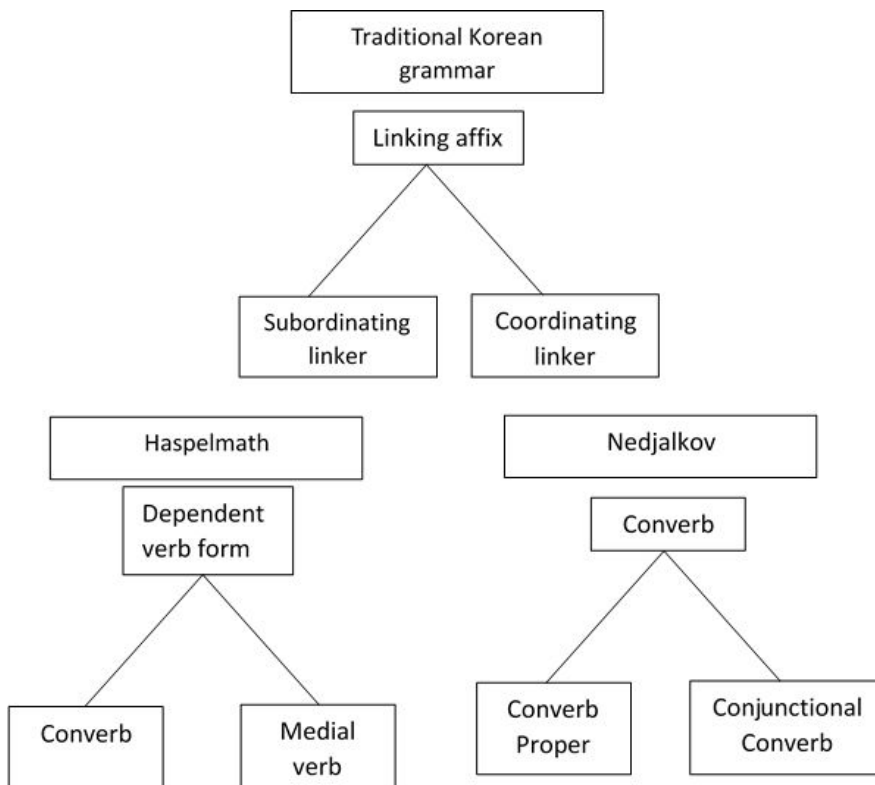 Traditional Korean
grammar
Linking affix
Subordinating
linker
Coordinating
linker
Haspelmath
Nedjalkov
Dependent
verb form
Converb
Converb
Medial
verb
Converb
Proper
Conjunctional
Converb